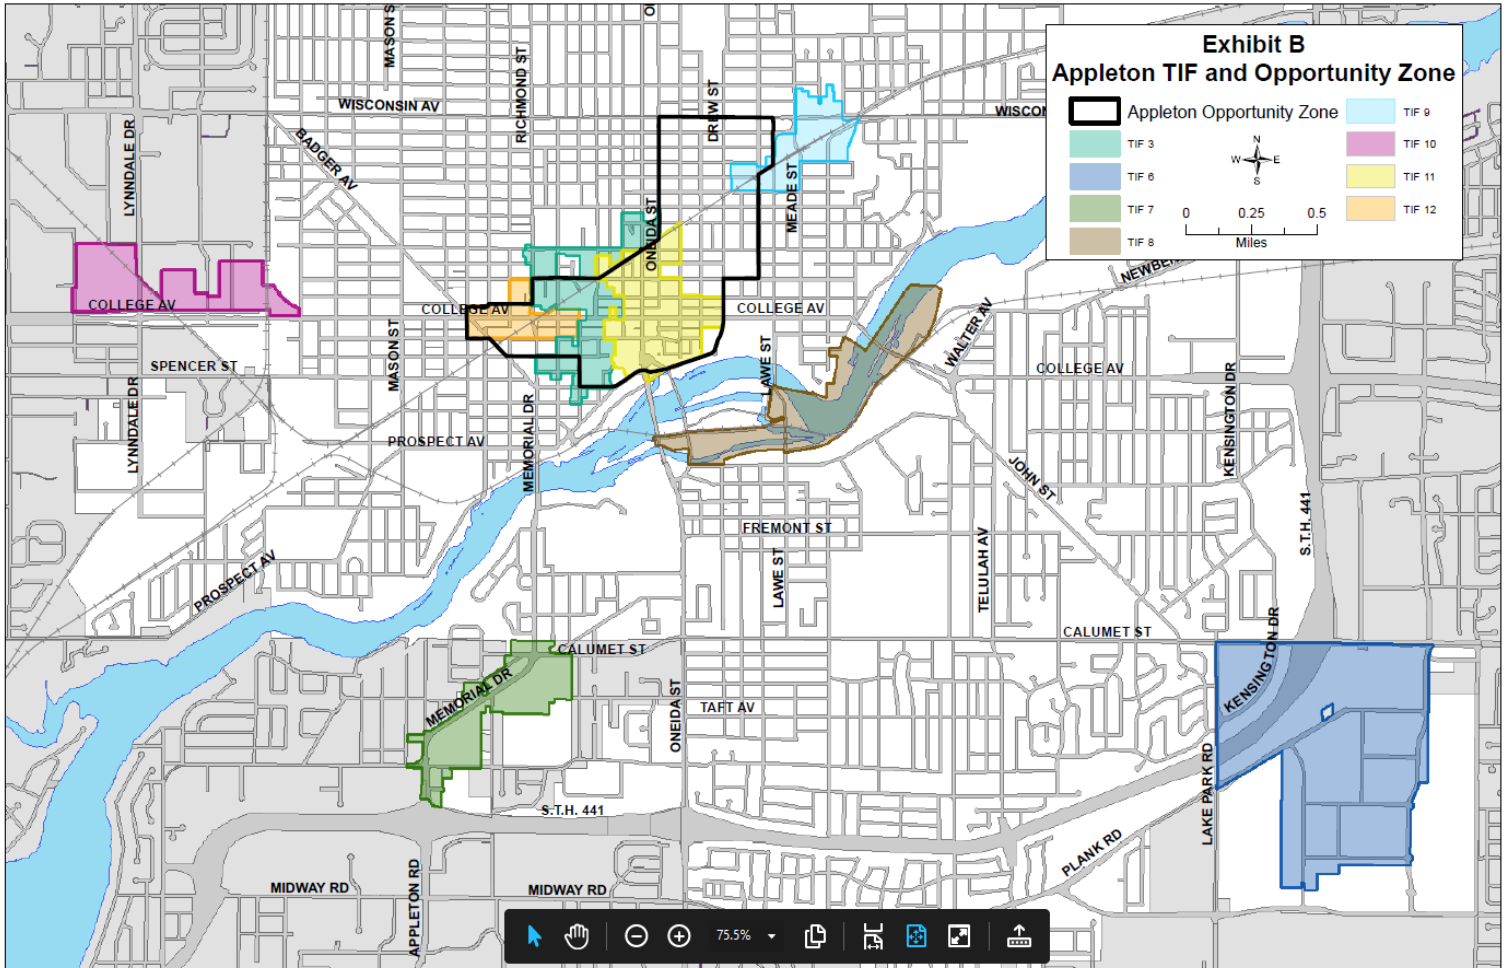 Exhibit B
Appleton TIF and Opportunity Zone
Appleton Opportunity Zone
TIF 3
TIF 6
TIF 7
TIF 8
TIF 9
TIF 10
TIF 11
TIF 12
N
W E
S
0 0.25 0.5
Miles
MASON S
RICHMOND ST
DREW ST
WISCONSIN AV
WISCON
LYNNDALE DR
BADGER AV
MEADE ST
ONEIDA ST
NEWBE
COLLEGE AV
COLLEGE AV
COLLEGE AV
WALTER AV
MASON ST
LAWE ST
SPENCER ST
COLLEGE AV
KENSINGTON DR
LYNNDALE DR
MEMORIAL DR
PROSPECT AV
JOHN ST
S.T.H. 441
FREMONT ST
TELULAH AV
LAWE ST
PROSPECT AV
CALUMET ST
CALUMET ST
KENSINGTON DR
MEMORIAL DR
ONEIDA ST
TAFT AV
LAKE PARK RD
S.T.H. 441
PLANK RD
MIDWAY RD
MIDWAY RD
APPLETON RD
75.5%